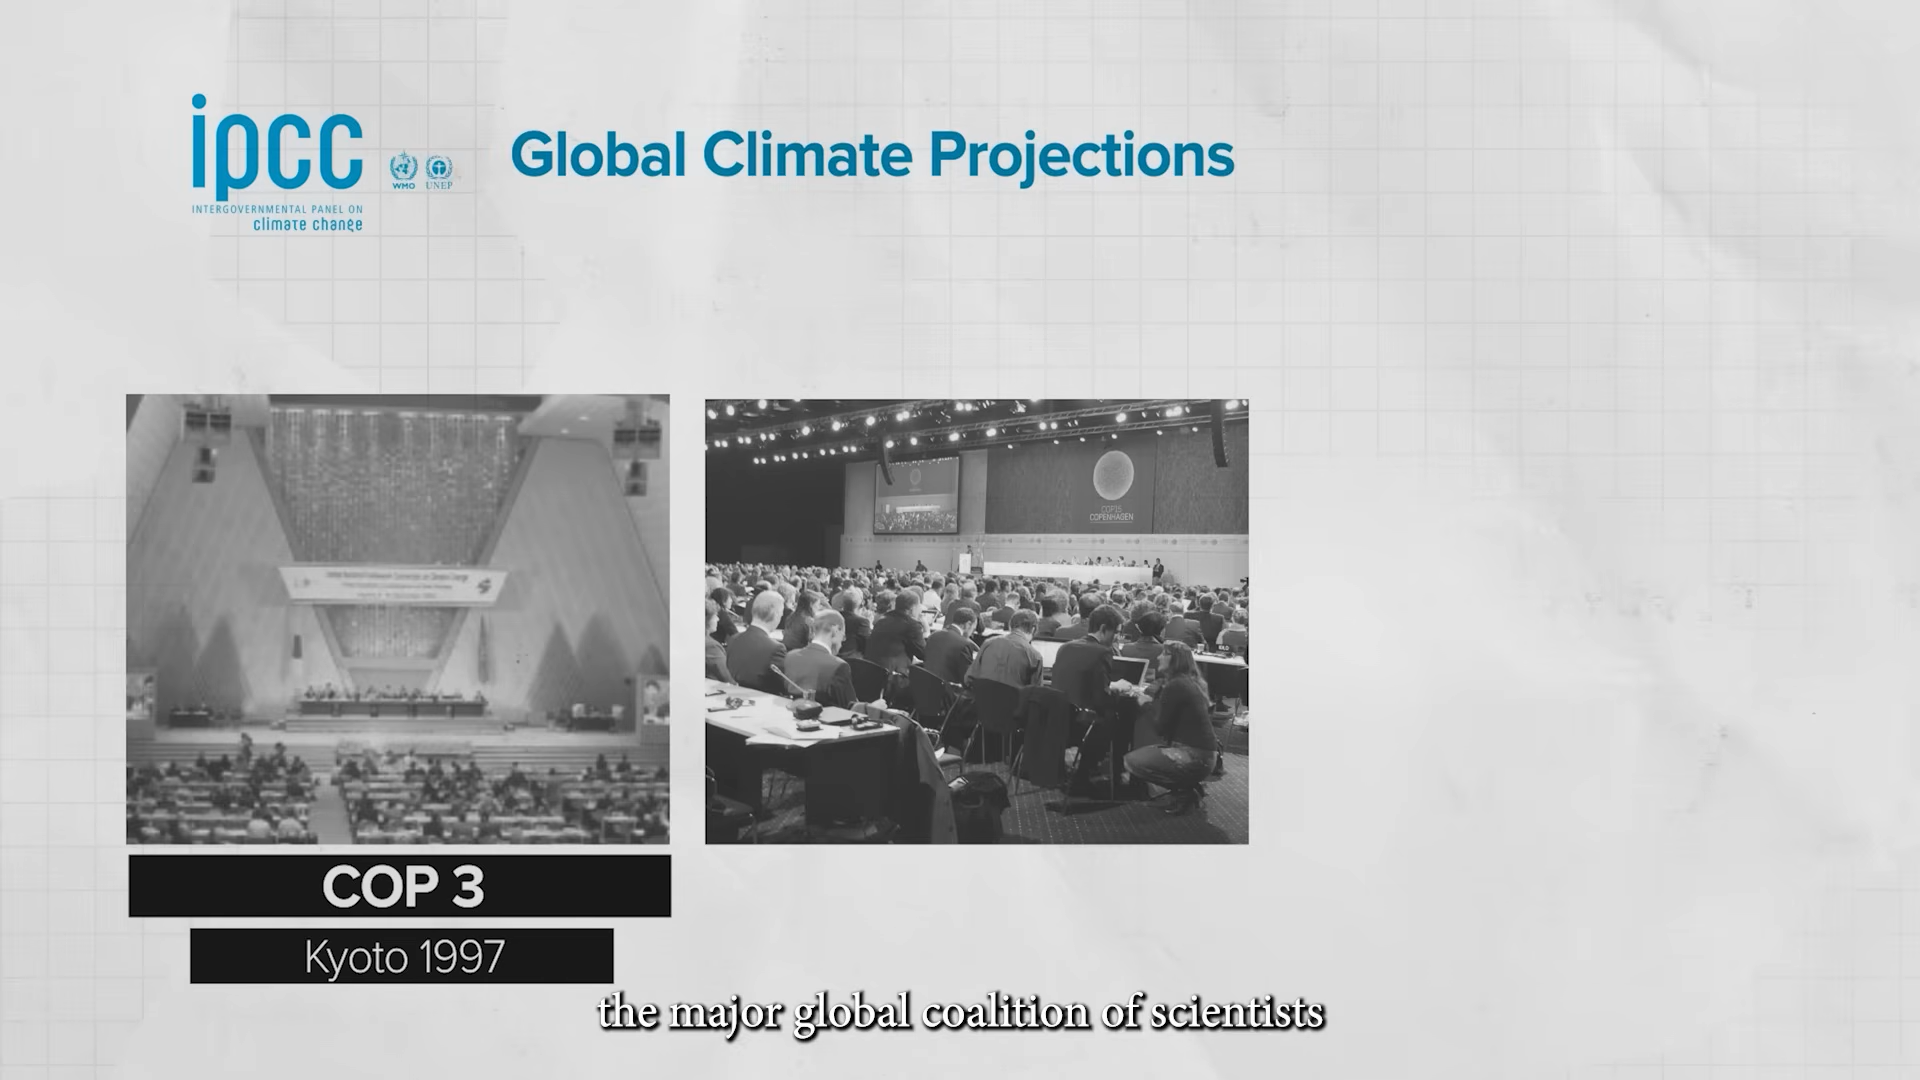 ipcc
INTERGOVERNMENTAL PANEL ON
climate change
WMO
UNEP
Global Climate Projections
COP15
COPENHAGEN
COP 3
Kyoto 1997
the major global coalition of scientists